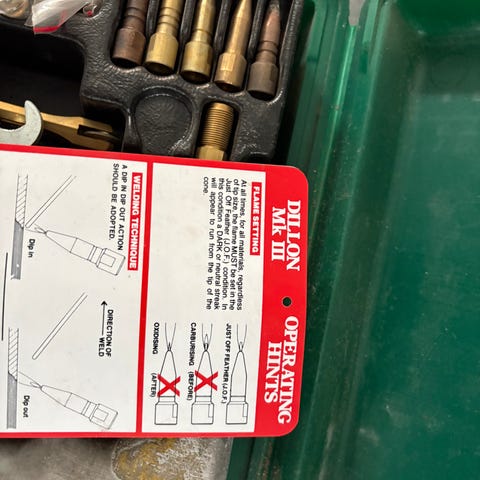 DILLON
Mk III
OPERATING
HINTS
FLAME SETTING
At all times, for all materials, regardless
of tip size, the flame MUST be set in the
Just Off Feather (J.O.F.) condition. In
this condition a DARK or neutral streak
will appear to run from the tip of the
cone.
JUST OFF FEATHER (J.O.F.)
CARBURISING (BEFORE)
OXIDISING (AFTER)
WELDING TECHNIQUE
A DIP IN DIP OUT ACTION
SHOULD BE ADOPTED.
Dip in
DIRECTION OF
WELD
Dip out